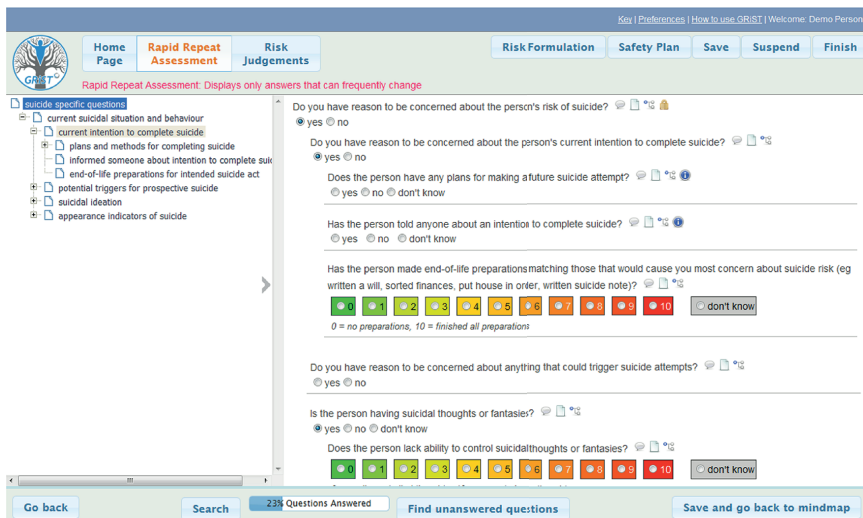 Key | Preferences | How to use GRiST | Welcome: Demo Person
GRiST ©
Home Page
Rapid Repeat Assessment
Risk Judgements
Risk Formulation
Safety Plan
Save
Suspend
Finish
Rapid Repeat Assessment: Displays only answers that can frequently change
suicide specific questions
current suicidal situation and behaviour
current intention to complete suicide
plans and methods for completing suicide
informed someone about intention to complete suic
end-of-life preparations for intended suicide act
potential triggers for prospective suicide
suicidal ideation
appearance indicators of suicide
Do you have reason to be concerned about the person's risk of suicide?
yes no
Do you have reason to be concerned about the person's current intention to complete suicide?
yes no
Does the person have any plans for making a future suicide attempt?
yes no don't know
Has the person told anyone about an intention to complete suicide?
yes no don't know
Has the person made end-of-life preparations matching those that would cause you most concern about suicide risk (eg
written a will, sorted finances, put house in order, written suicide note)?
0 1 2 3 4 5 6 7 8 9 10 don't know
0 = no preparations, 10 = finished all preparations
Do you have reason to be concerned about anything that could trigger suicide attempts?
yes no
Is the person having suicidal thoughts or fantasies?
yes no don't know
Does the person lack ability to control suicidal thoughts or fantasies?
0 1 2 3 4 5 6 7 8 9 10 don't know
Go back
Search
23% Questions Answered
Find unanswered questions
Save and go back to mindmap